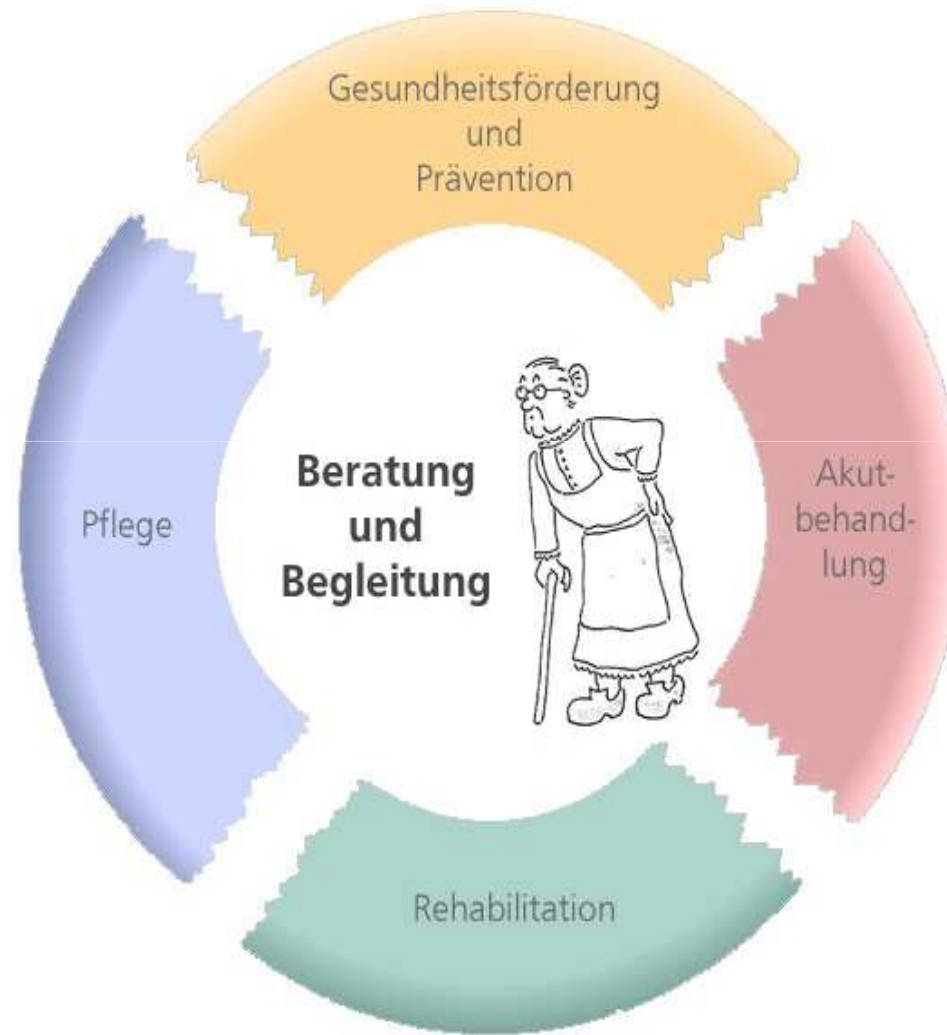 Gesundheitsförderung
und
Prävention
Pflege
Beratung
und
Begleitung
Akut-
behand-
lung
Rehabilitation